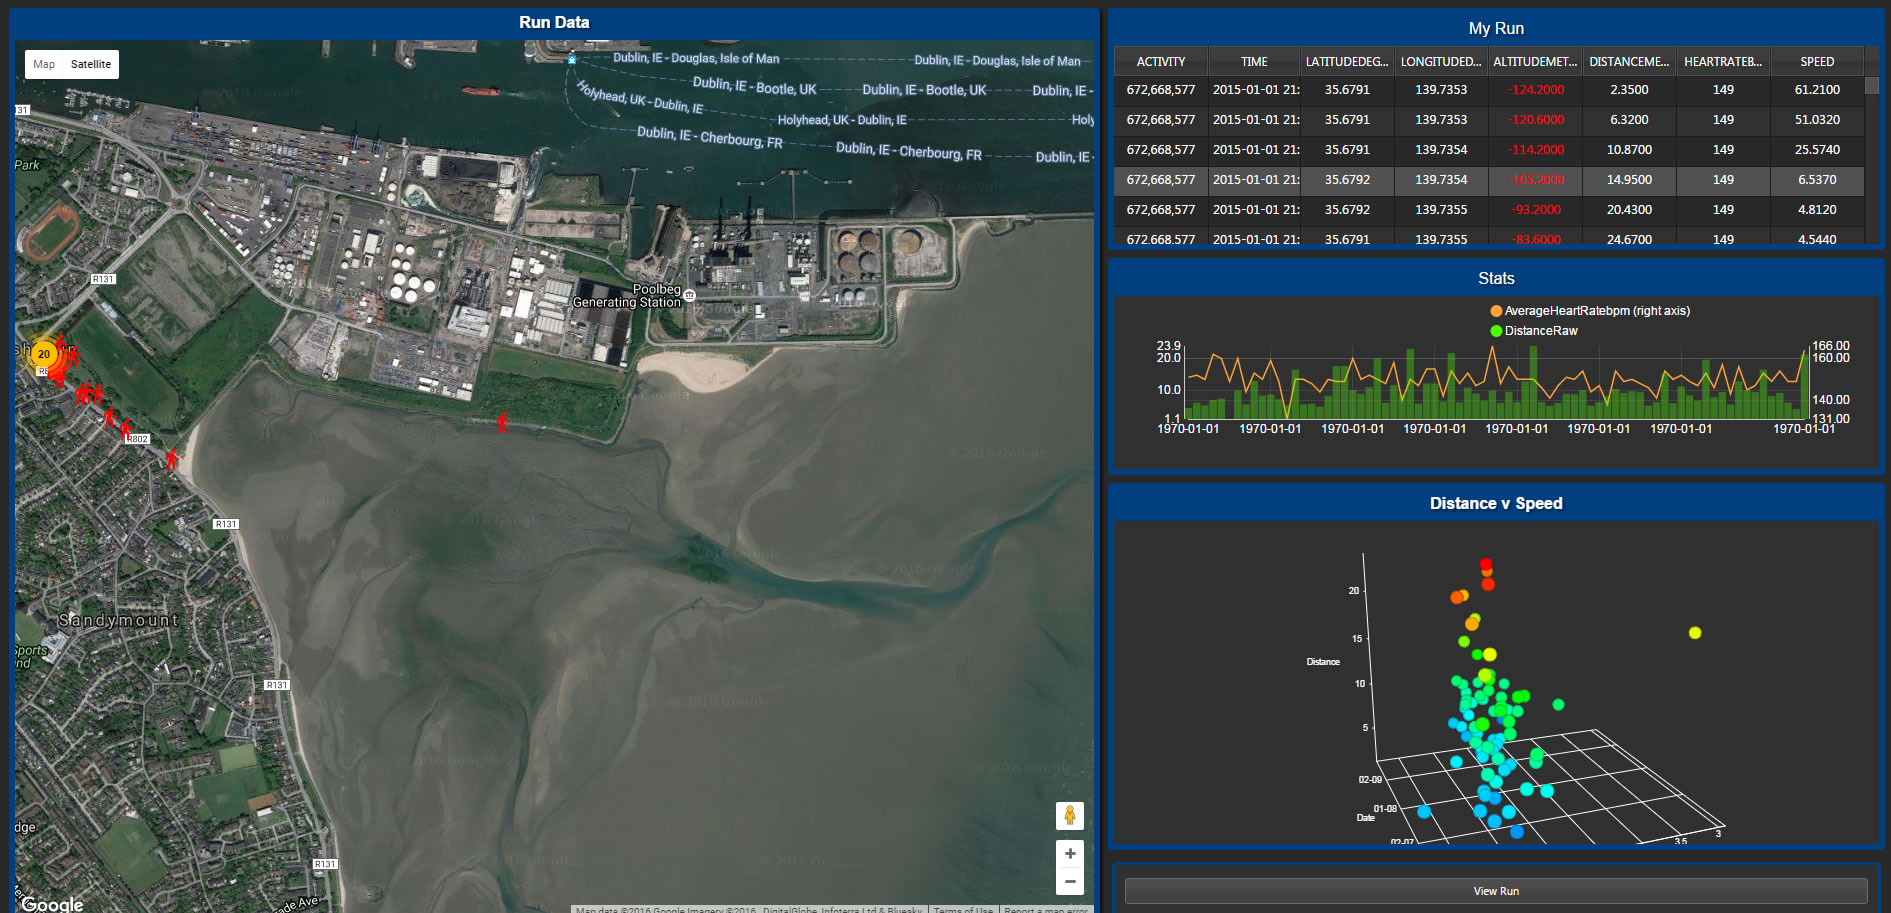 Run Data
Map Satellite
Dublin, IE - Douglas, Isle of Man
Dublin, IE - Douglas, Isle of Man
Dublin, IE - Bootle, UK
Dublin, IE - Bootle, UK
Dublin, IE -
Holyhead, UK - Dublin, IE
Holyhead, UK - Dublin, IE
Holy
Dublin, IE - Cherbourg, FR
Dublin, IE - Cherbourg, FR
Dublin, IE -
131
Park
R131
Poolbeg
Generating Station
20
R802
R131
© 2016 Google
Sandymount
Sports
R131
R131
dge
ade Ave
Google
Map data ©2016 Google Imagery ©2016, DigitalGlobe, Infoterra Ltd & Bluesky
Terms of Use
Report a map error
My Run
ACTIVITY TIME LATITUDEDEG... LONGITUDED... ALTITUDEMET... DISTANCEME... HEARTRATEB... SPEED
672,668,577 2015-01-01 21: 35.6791 139.7353 -124.2000 2.3500 149 61.2100
672,668,577 2015-01-01 21: 35.6791 139.7353 -120.6000 6.3200 149 51.0320
672,668,577 2015-01-01 21: 35.6791 139.7354 -114.2000 10.8700 149 25.5740
672,668,577 2015-01-01 21: 35.6792 139.7354 -105.2000 14.9500 149 6.5370
672,668,577 2015-01-01 21: 35.6792 139.7355 -93.2000 20.4300 149 4.8120
672,668,577 2015-01-01 21: 35.6791 139.7355 -83.6000 24.6700 149 4.5440
Stats
AverageHeartRatebpm (right axis)
DistanceRaw
23.9 166.00
20.0 160.00
10.0 140.00
1.1 131.00
1970-01-01 1970-01-01 1970-01-01 1970-01-01 1970-01-01 1970-01-01 1970-01-01 1970-01-01
Distance v Speed
20
15
Distance
10
5
02-09
01-08
Date
02-07
3.5
3
View Run